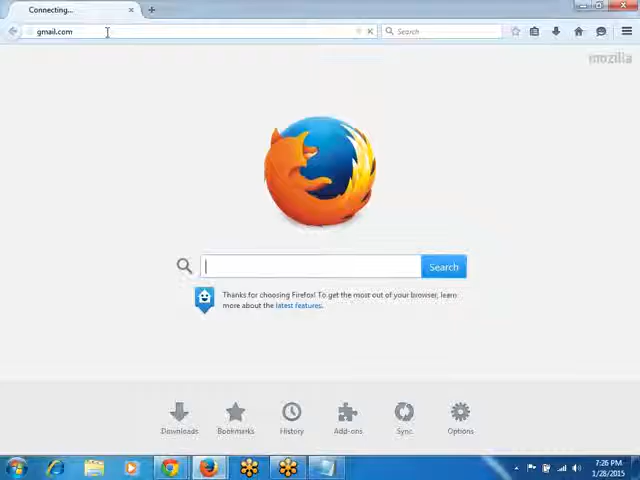 Connecting...
gmail.com
Search
mozilla
Search
Thanks for choosing Firefox! To get the most out of your browser, learn
more about the latest features.
Downloads
Bookmarks
History
Add-ons
Sync
Options
7:26 PM
1/28/2015